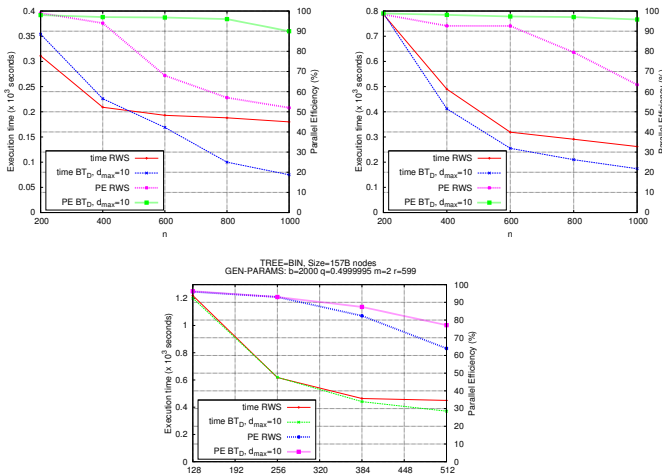 0.4
0.35
0.3
0.25
0.2
0.15
0.1
0.05
0
Execution time (x 10³ seconds)
100
90
80
70
60
50
40
30
20
10
0
Parallel Efficiency (%)
time RWS
time BT_D, d_max=10
PE RWS
PE BT_D, d_max=10
200 400 600 800 1000
n
0.8
0.7
0.6
0.5
0.4
0.3
0.2
0.1
0
Execution time (x 10³ seconds)
100
90
80
70
60
50
40
30
20
10
0
Parallel Efficiency (%)
time RWS
time BT_D, d_max=10
PE RWS
PE BT_D, d_max=10
200 400 600 800 1000
n
TREE=BIN, Size=157B nodes
GEN-PARAMS: b=2000 q=0.4999995 m=2 r=599
1.2
1
0.8
0.6
0.4
0.2
0
Execution time (x 10³ seconds)
100
90
80
70
60
50
40
30
20
10
0
Parallel Efficiency (%)
time RWS
time BT_D, d_max=10
PE RWS
PE BT_D, d_max=10
128 192 256 320 384 448 512